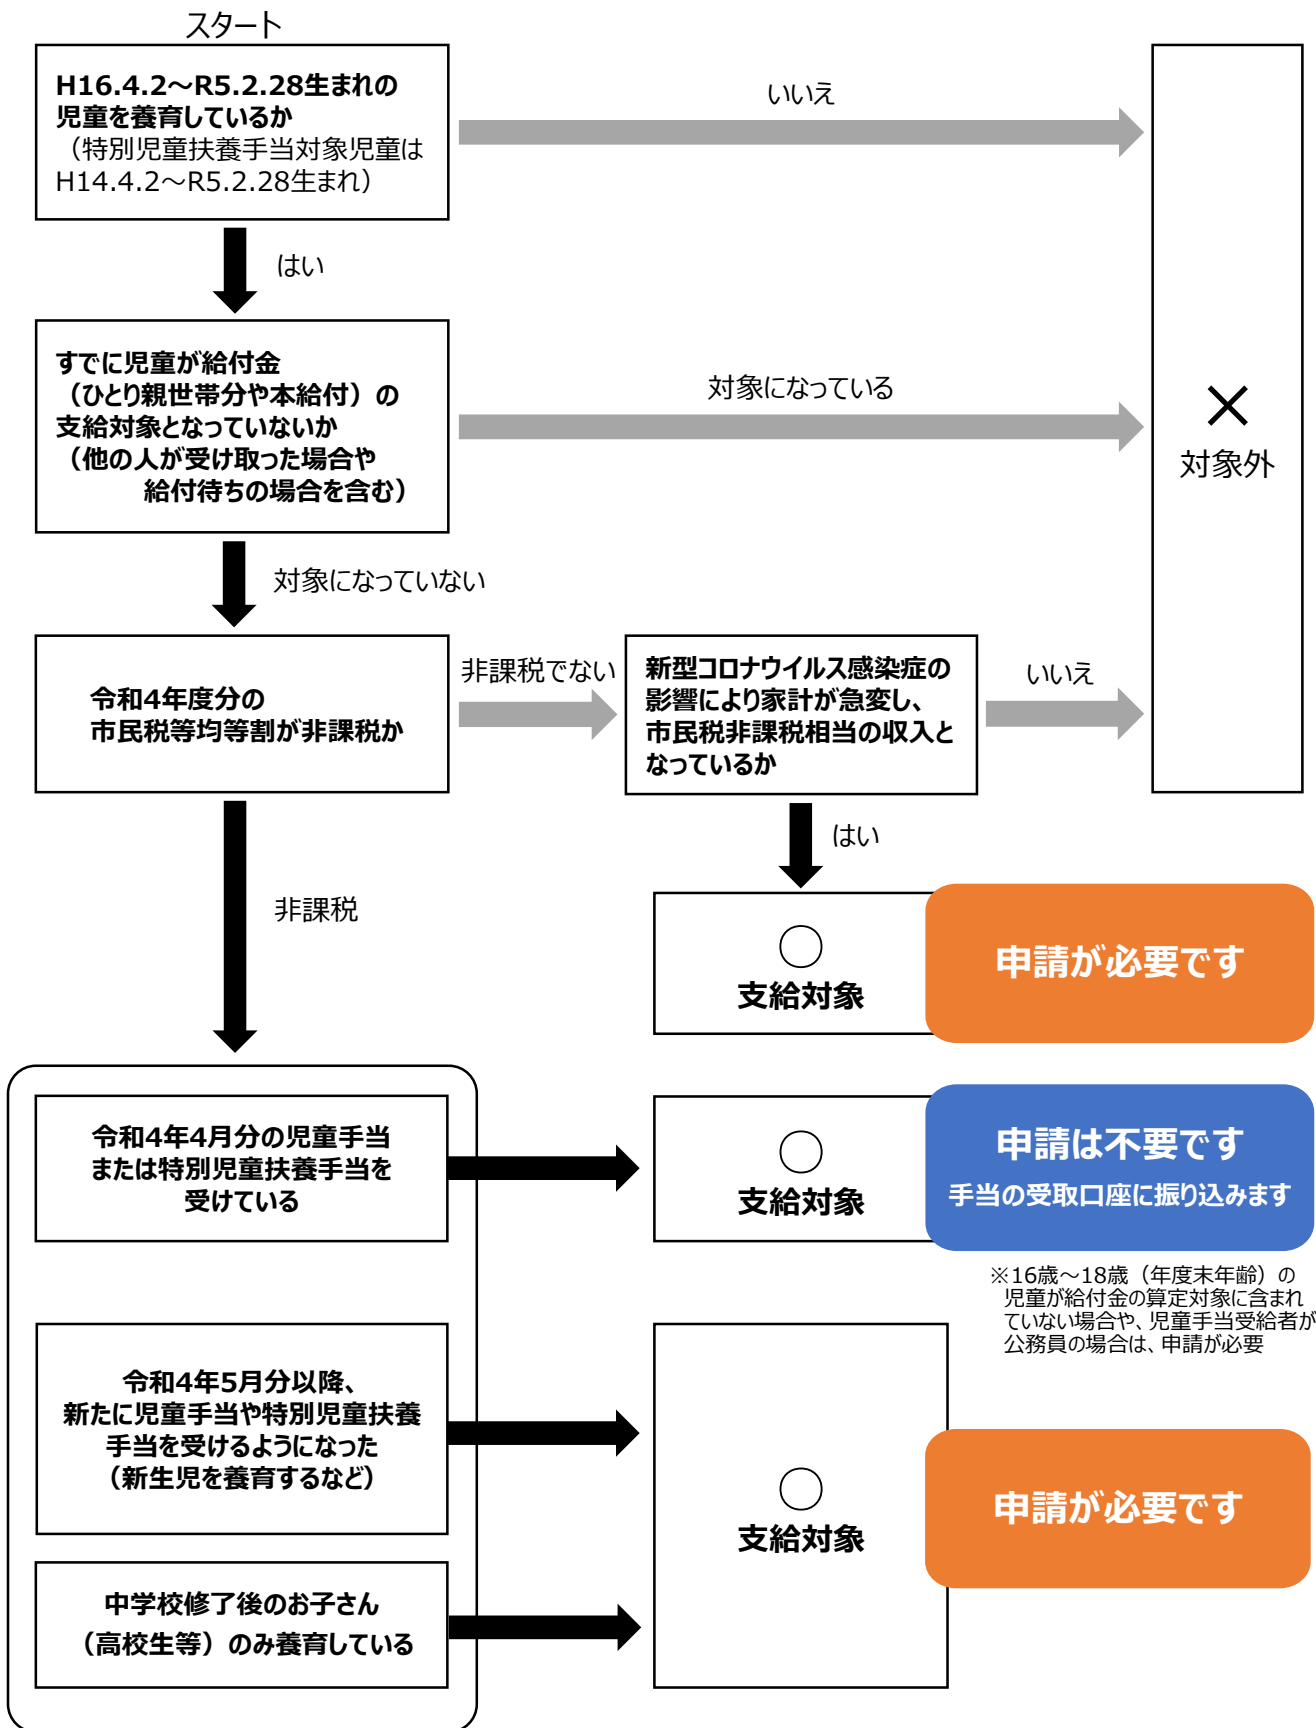 スタート
H16.4.2～R5.2.28生まれの
児童を養育しているか
（特別児童扶養手当対象児童は
H14.4.2～R5.2.28生まれ）
いいえ
はい
すでに児童が給付金
（ひとり親世帯分や本給付）の
支給対象となっていないか
（他の人が受け取った場合や
給付待ちの場合を含む）
対象になっている
×
対象外
対象になっていない
令和4年度分の
市民税等均等割が非課税か
非課税でない
新型コロナウイルス感染症の
影響により家計が急変し、
市民税非課税相当の収入と
なっているか
いいえ
はい
非課税
○
支給対象
申請が必要です
令和4年4月分の児童手当
または特別児童扶養手当を
受けている
○
支給対象
申請は不要です
手当の受取口座に振り込みます
※16歳～18歳（年度末年齢）の
児童が給付金の算定対象に含まれ
ていない場合や、児童手当受給者が
公務員の場合は、申請が必要
令和4年5月分以降、
新たに児童手当や特別児童扶養
手当を受けるようになった
（新生児を養育するなど）
○
支給対象
申請が必要です
中学校修了後のお子さん
（高校生等）のみ養育している